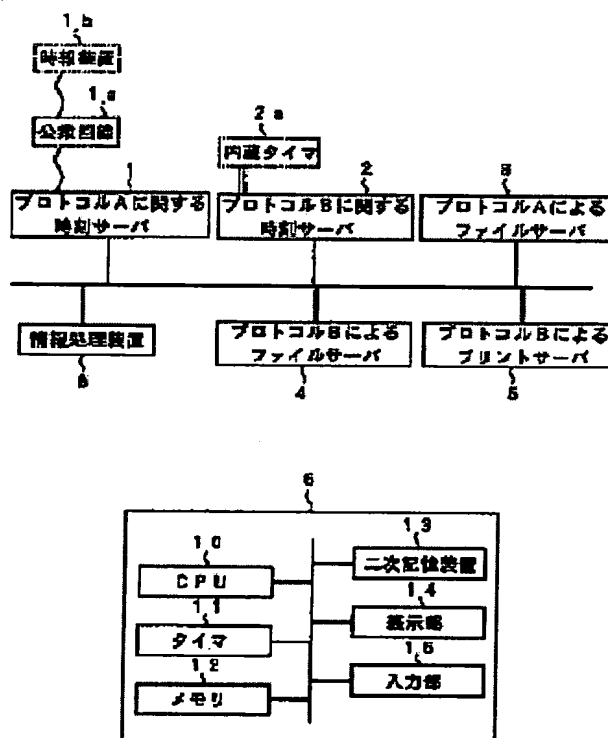 1b
時報装置
1a
公衆回線
2a
内蔵タイマ
1
プロトコルAに関する
時刻サーバ
2
プロトコルBに関する
時刻サーバ
3
プロトコルAによる
ファイルサーバ
情報処理装置
6
プロトコルBによる
ファイルサーバ
4
プロトコルBによる
プリントサーバ
5
6
10
CPU
11
タイマ
12
メモリ
13
二次記憶装置
14
表示部
15
入力部